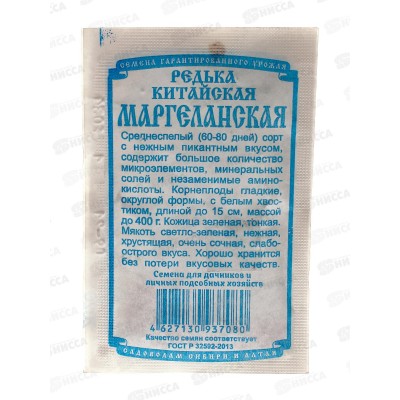 СЕМЕНА ГАРАНТИРОВАННОГО УРОЖАЯ
РЕДЬКА
КИТАЙСКАЯ
МАРГЕЛАНСКАЯ
Среднеспелый (60-80 дней) сорт
с нежным пикантным вкусом,
содержит большое количество
микроэлементов, минеральных
солей и незаменимые амино-
кислоты. Корнеплоды гладкие,
округлой формы, с белым хвос-
тиком, длиной до 15 см, массой
до 400 г. Кожица зеленая, тонкая.
Мякоть светло-зеленая, нежная,
хрустящая, очень сочная, слабо-
острого вкуса. Хорошо хранится
без потери вкусовых качеств.
Семена для дачников и
личных подсобных хозяйств
4 627130 937080
Качество семян соответствует
ГОСТ Р 32592-2013
САДОВОДАМ СИБИРИ И АЛТАЯ